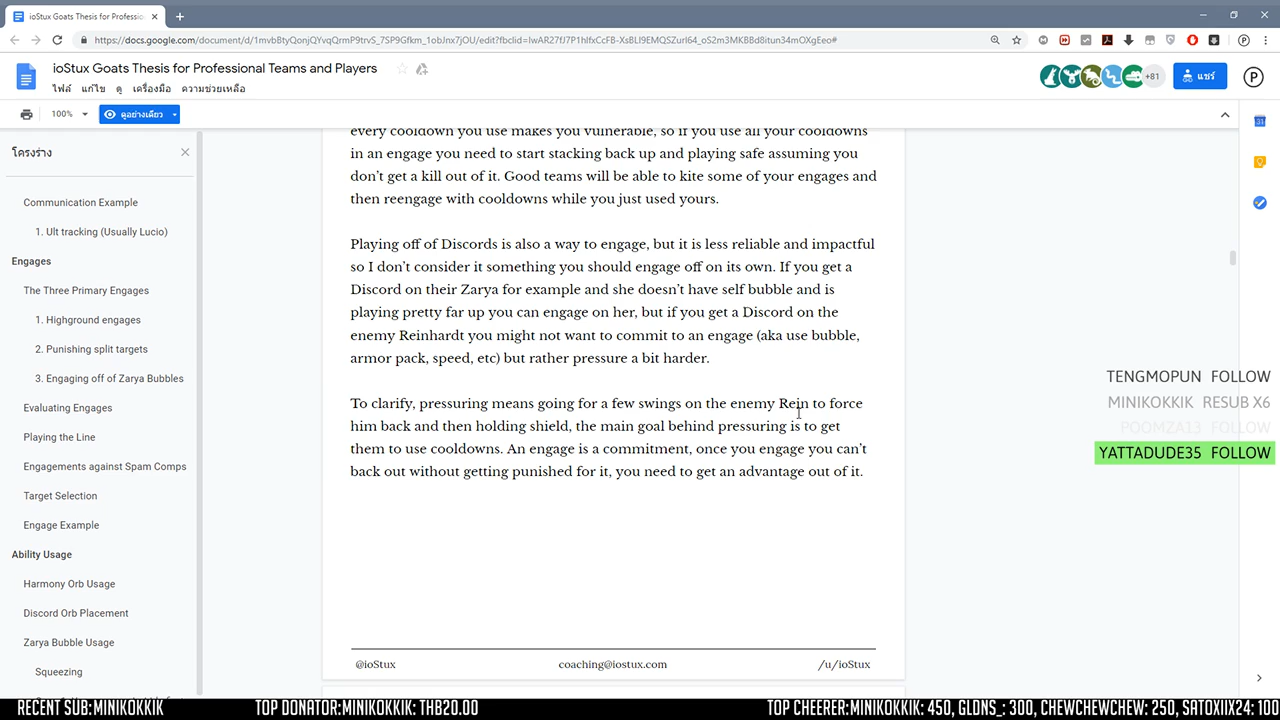 ioStux Goats Thesis for Professio
https://docs.google.com/document/d/1mvbBtyQonjQYvqQrmP9trvS_7SP9Gfkm_1obJnx7jOU/edit?fbclid=IwAR27fJ7P1hIfxCcFB-XsBLI9EMQSZurl64_oS2m3MKBBd8itun34mOXgEeo#
ioStux Goats Thesis for Professional Teams and Players
ไฟล์ แก้ไข ดู เครื่องมือ ความช่วยเหลือ
+81
แชร์
P
100%
ดูอย่างเดียว
โครงร่าง
Communication Example
1. Ult tracking (Usually Lucio)
Engages
The Three Primary Engages
1. Highground engages
2. Punishing split targets
3. Engaging off of Zarya Bubbles
Evaluating Engages
Playing the Line
Engagements against Spam Comps
Target Selection
Engage Example
Ability Usage
Harmony Orb Usage
Discord Orb Placement
Zarya Bubble Usage
Squeezing
every cooldown you use makes you vulnerable, so if you use all your cooldowns
in an engage you need to start stacking back up and playing safe assuming you
don't get a kill out of it. Good teams will be able to kite some of your engages and
then reengage with cooldowns while you just used yours.
Playing off of Discords is also a way to engage, but it is less reliable and impactful
so I don't consider it something you should engage off on its own. If you get a
Discord on their Zarya for example and she doesn't have self bubble and is
playing pretty far up you can engage on her, but if you get a Discord on the
enemy Reinhardt you might not want to commit to an engage (aka use bubble,
armor pack, speed, etc) but rather pressure a bit harder.
To clarify, pressuring means going for a few swings on the enemy Rein to force
him back and then holding shield, the main goal behind pressuring is to get
them to use cooldowns. An engage is a commitment, once you engage you can't
back out without getting punished for it, you need to get an advantage out of it.
@ioStux coaching@iostux.com /u/ioStux
TENGMOPUN FOLLOW
MINIKOKKIK RESUB X6
POOMZA13 FOLLOW
YATTADUDE35 FOLLOW
RECENT SUB:MINIKOKKIK TOP DONATOR:MINIKOKKIK: THB20.00 TOP CHEERER:MINIKOKKIK: 450, GLDNS_: 300, CHEWCHEWCHEW: 250, SATOXIIX24: 100